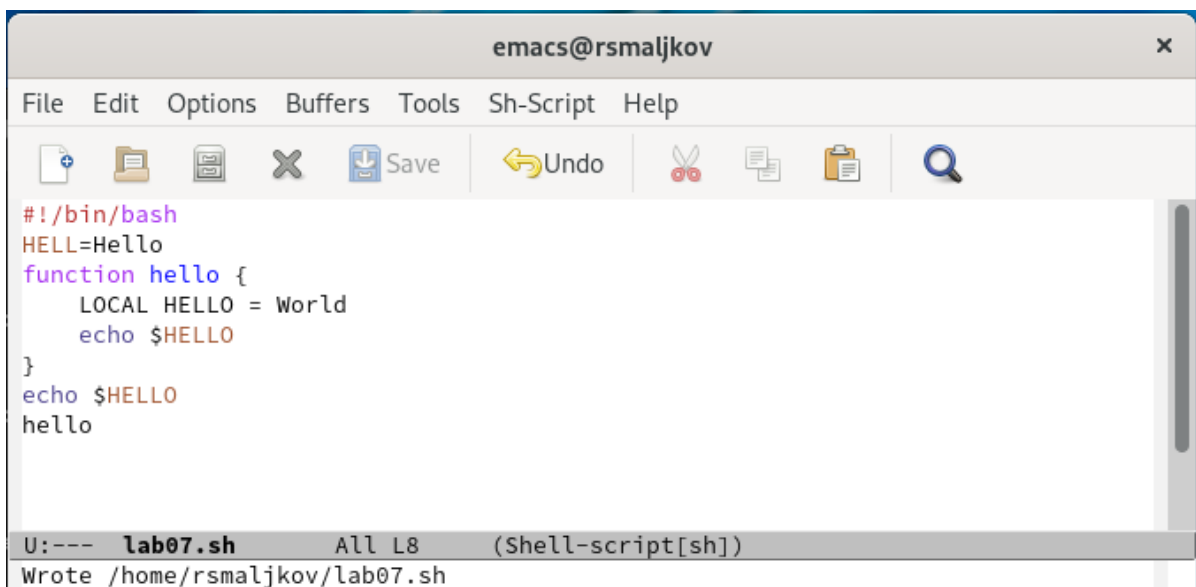 emacs@rsmaljkov ×
File Edit Options Buffers Tools Sh-Script Help
Save Undo
#!/bin/bash
HELL=Hello
function hello {
    LOCAL HELLO = World
    echo $HELLO
}
echo $HELLO
hello
U:--- lab07.sh All L8 (Shell-script[sh])
Wrote /home/rsmaljkov/lab07.sh